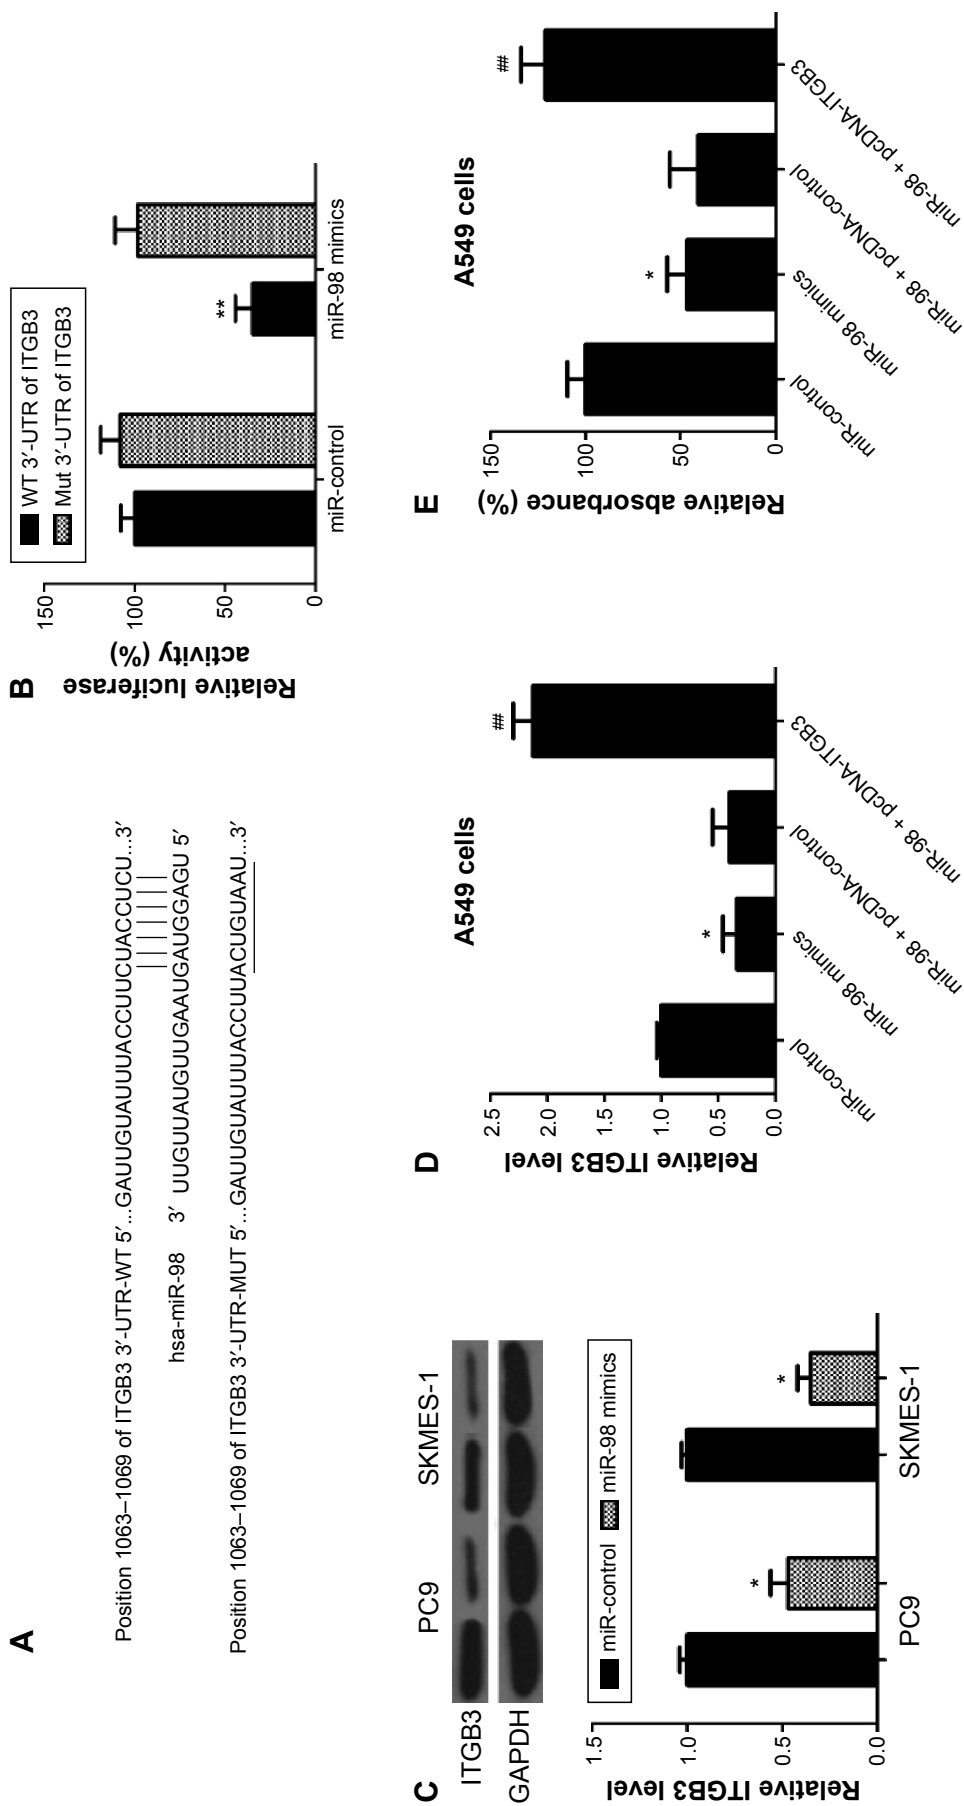 A
Position 1063–1069 of ITGB3 3′-UTR-WT 5′...GAUUGUAUUUUACCUUCUACCUCU...3′
hsa-miR-98 3′ UUGUUAUGUUGAAUGAUGGAGU 5′
Position 1063–1069 of ITGB3 3′-UTR-MUT 5′...GAUUGUAUUUUACCUUACUGUAAU...3′
B
WT 3′-UTR of ITGB3
Mut 3′-UTR of ITGB3
Relative luciferase
activity (%)
150
100
50
0
**
miR-control
miR-98 mimics
C
PC9
SKMES-1
ITGB3
GAPDH
miR-control
miR-98 mimics
Relative ITGB3 level
1.5
1.0
0.5
0.0
*
*
PC9
SKMES-1
D
A549 cells
Relative ITGB3 level
2.5
2.0
1.5
1.0
0.5
0.0
*
##
miR-control
miR-98 mimics
miR-98 + pcDNA-control
miR-98 + pcDNA-ITGB3
E
A549 cells
Relative absorbance (%)
150
100
50
0
*
##
miR-control
miR-98 mimics
miR-98 + pcDNA-control
miR-98 + pcDNA-ITGB3